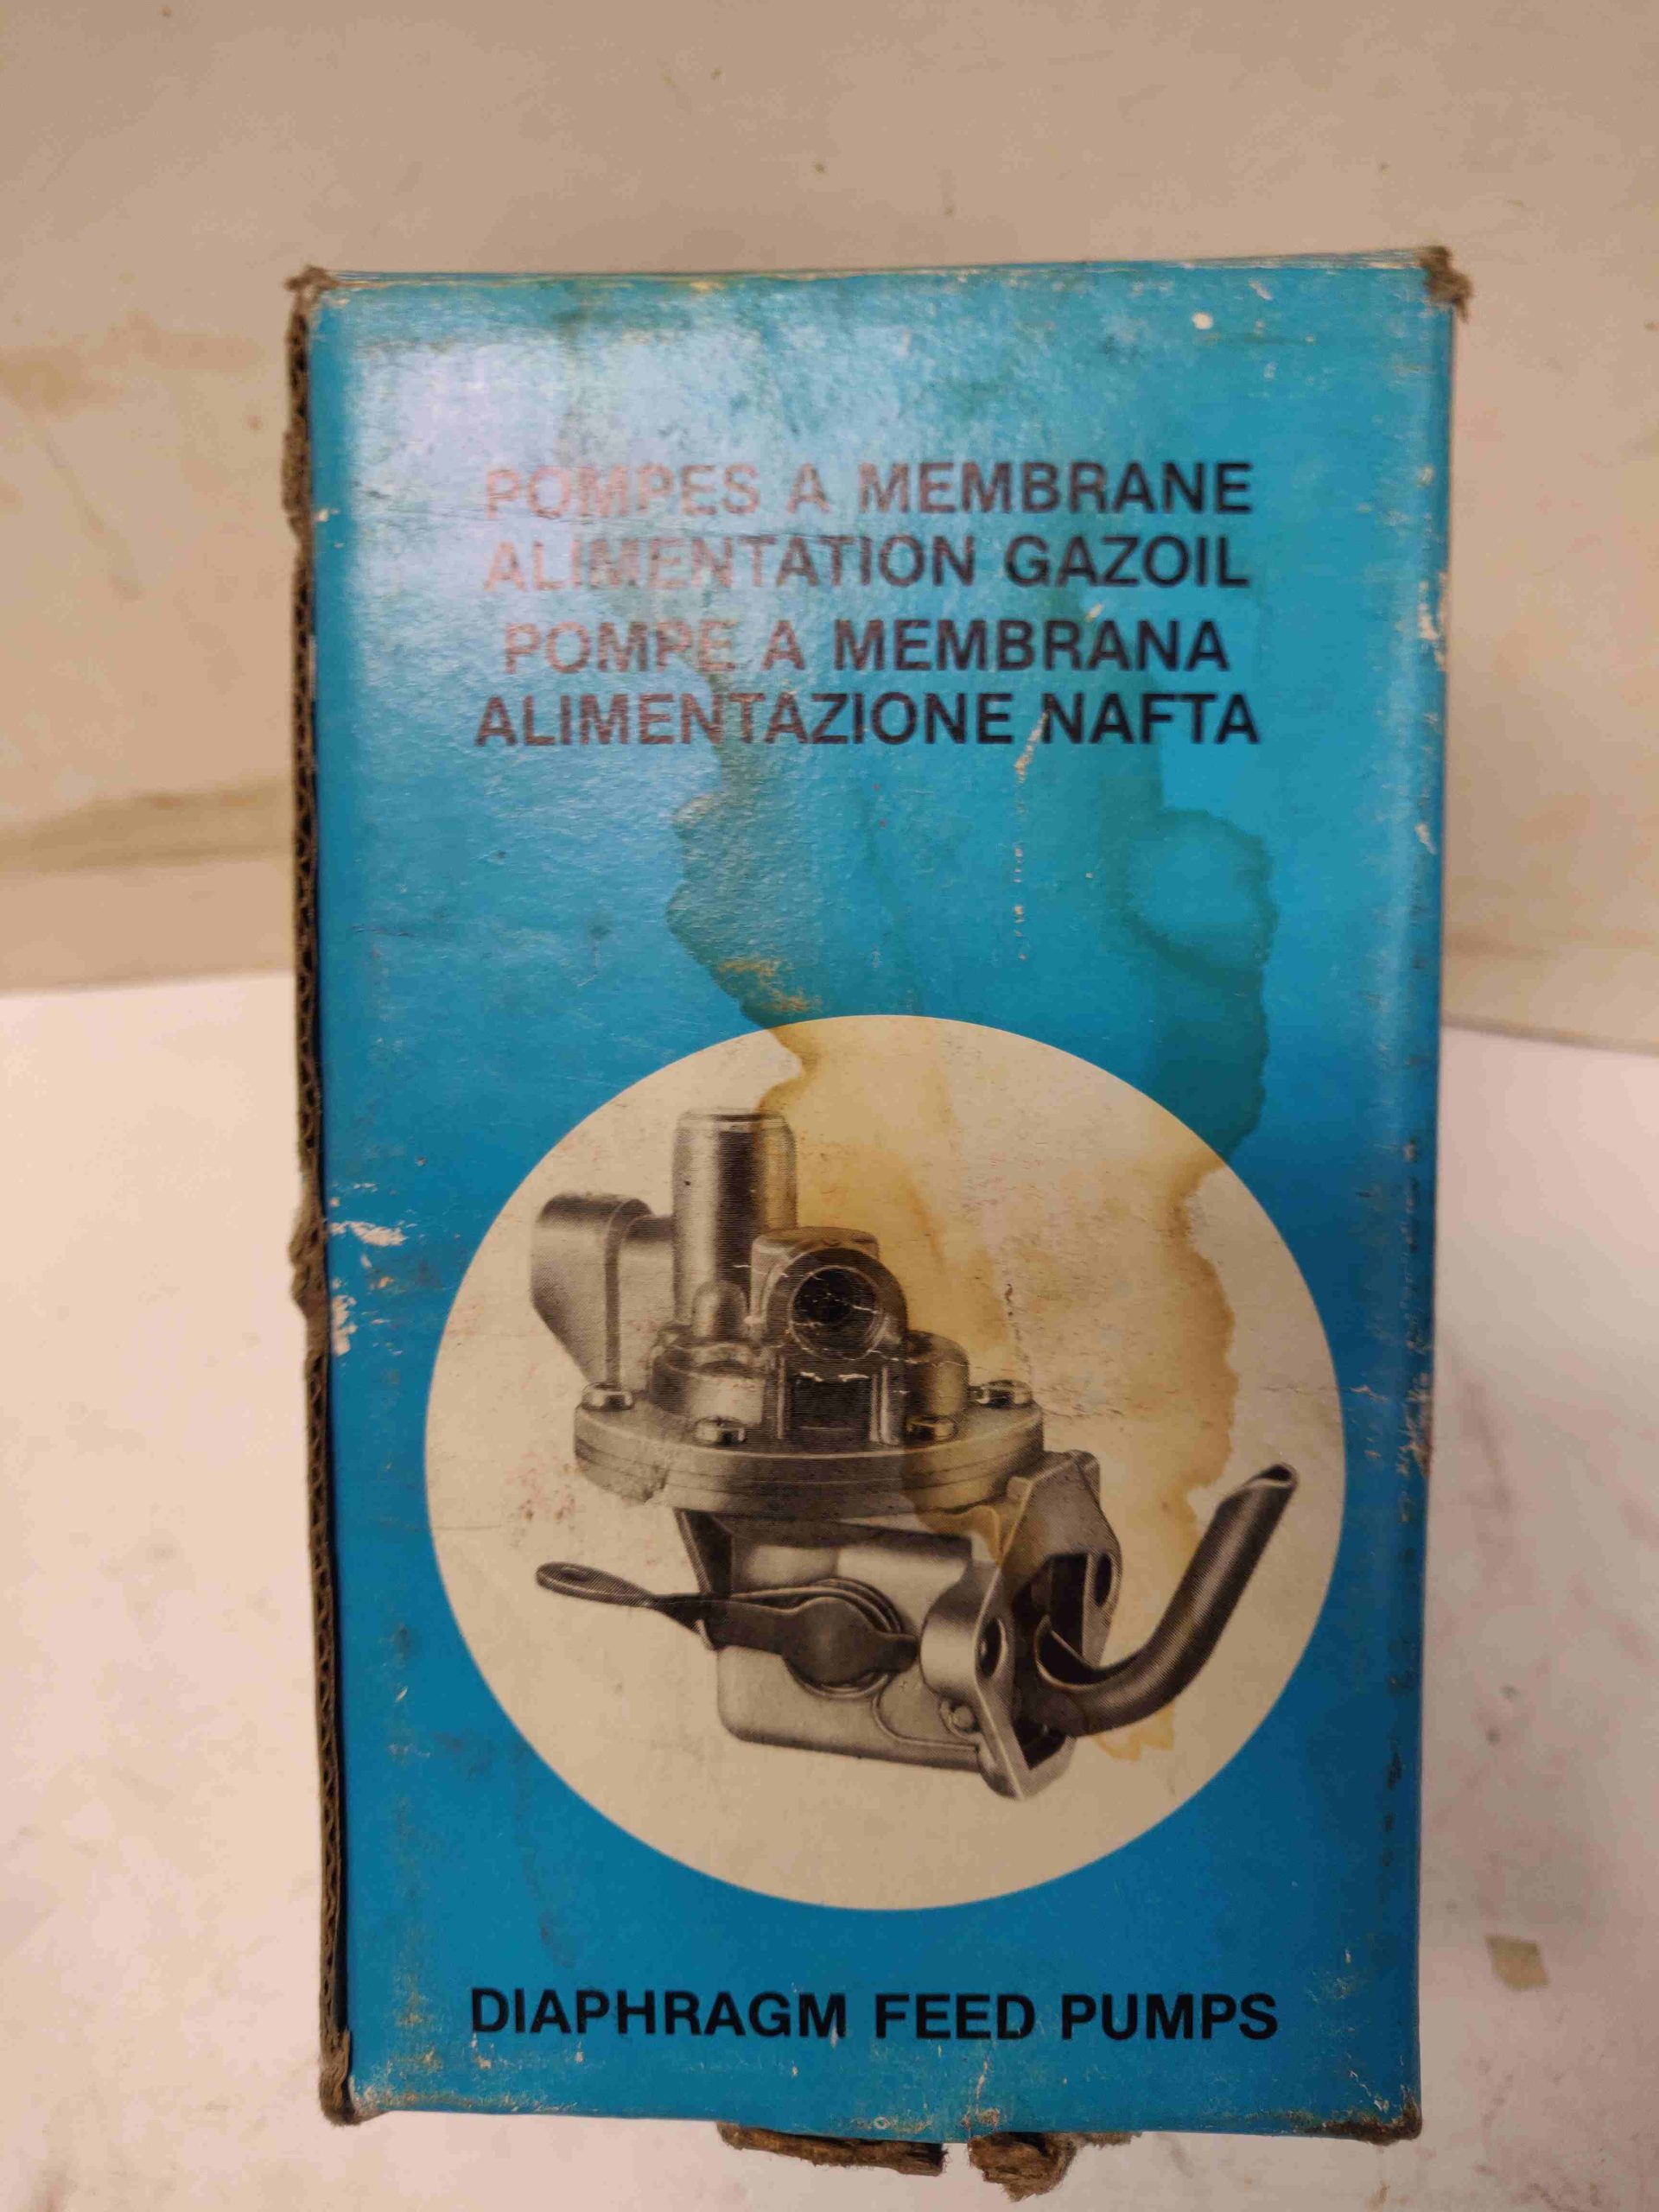 POMPES A MEMBRANE
ALIMENTATION GAZOIL
POMPE A MEMBRANA
ALIMENTAZIONE NAFTA
DIAPHRAGM FEED PUMPS